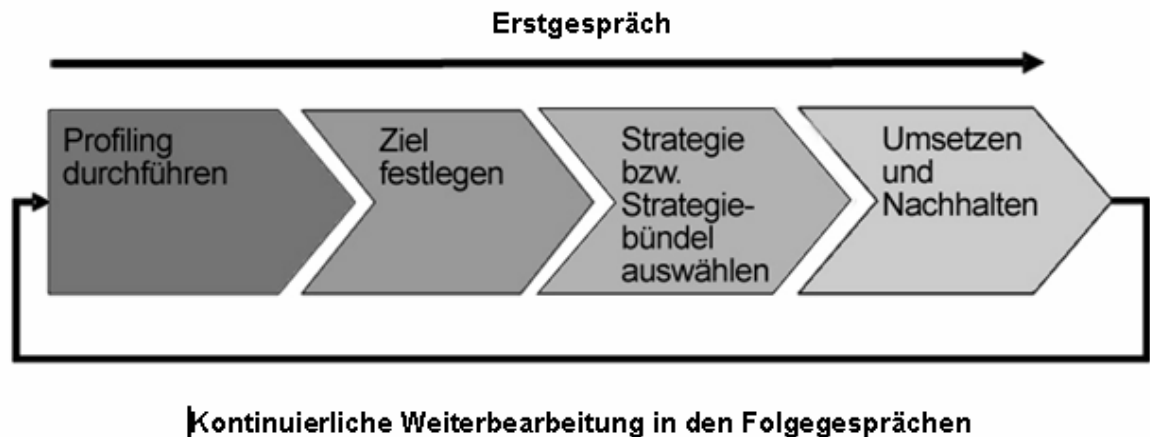 Erstgespräch
Profiling
durchführen
Ziel
festlegen
Strategie
bzw.
Strategie-
bündel
auswählen
Umsetzen
und
Nachhalten
Kontinuierliche Weiterbearbeitung in den Folgegesprächen